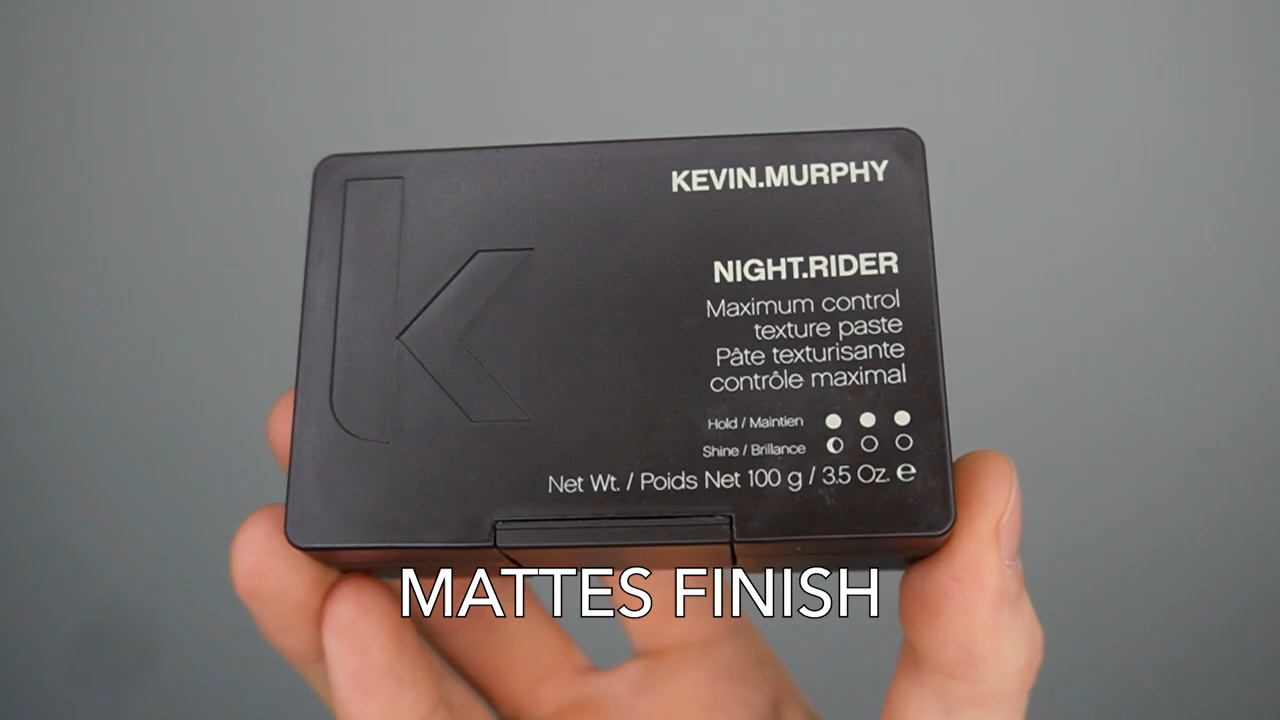 KEVIN.MURPHY
NIGHT.RIDER
Maximum control
texture paste
Pâte texturisante
contrôle maximal
Hold / Maintien
Shine / Brillance
Net Wt. / Poids Net 100 g / 3.5 Oz. ℮
MATTES FINISH